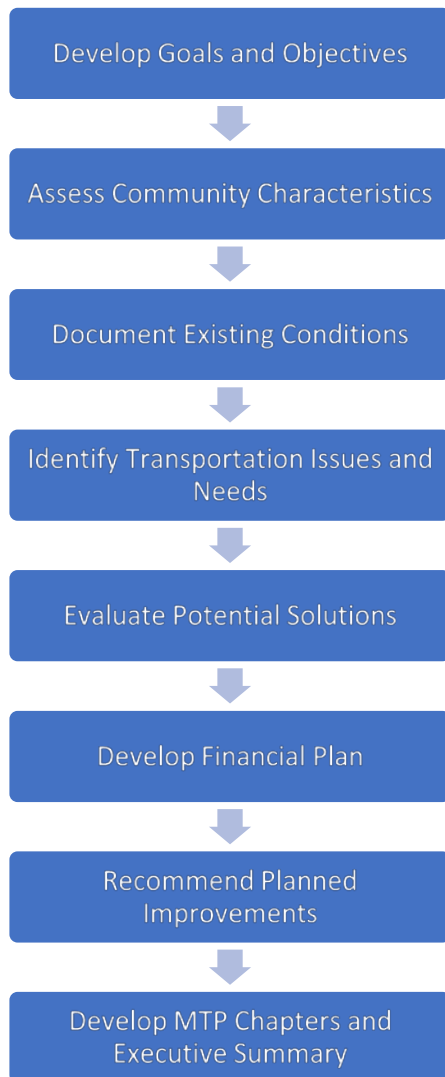 Develop Goals and Objectives
Assess Community Characteristics
Document Existing Conditions
Identify Transportation Issues and
Needs
Evaluate Potential Solutions
Develop Financial Plan
Recommend Planned
Improvements
Develop MTP Chapters and
Executive Summary